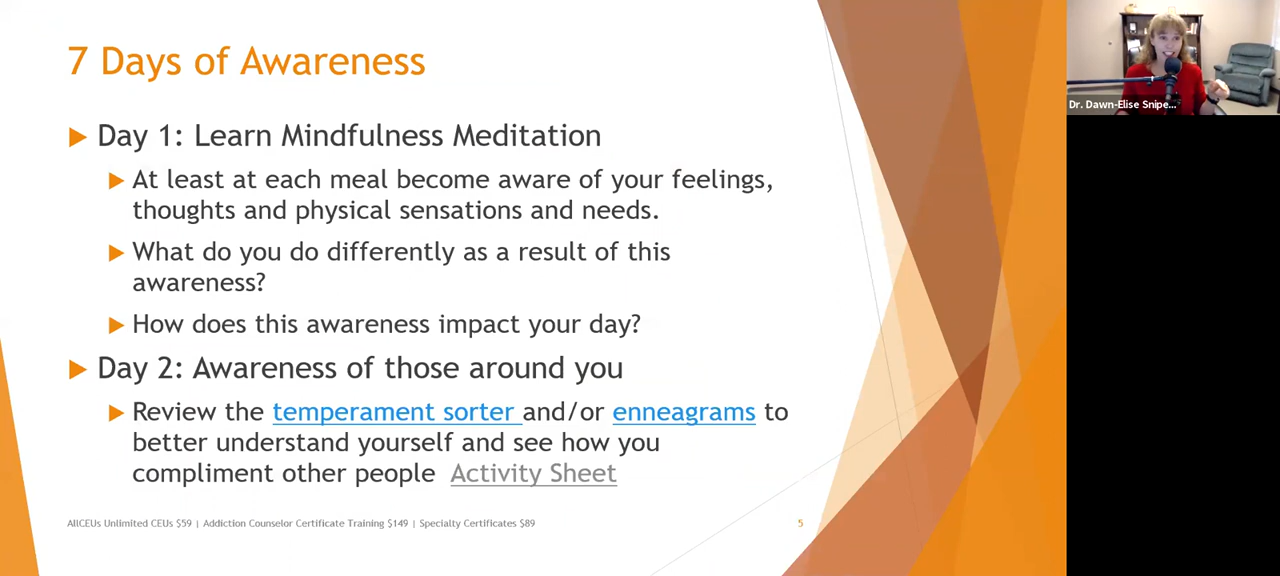 7 Days of Awareness
Day 1: Learn Mindfulness Meditation
At least at each meal become aware of your feelings,
thoughts and physical sensations and needs.
What do you do differently as a result of this
awareness?
How does this awareness impact your day?
Day 2: Awareness of those around you
Review the temperament sorter and/or enneagrams to
better understand yourself and see how you
compliment other people Activity Sheet
AllCEUs Unlimited CEUs $59 | Addiction Counselor Certificate Training $149 | Specialty Certificates $89
5
Dr. Dawn-Elise Snipe...